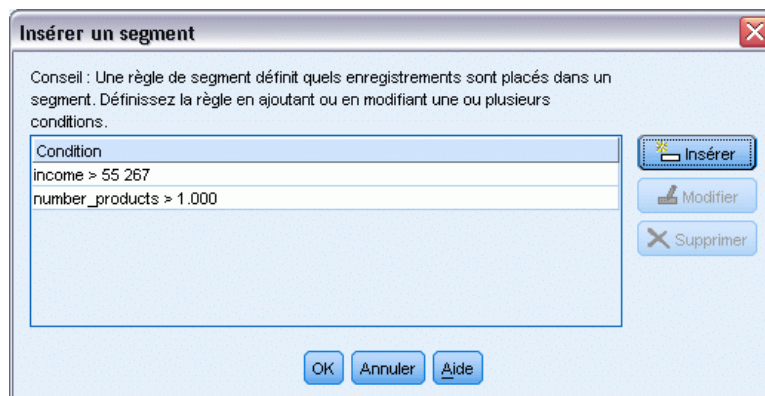 Insérer un segment
Conseil : Une règle de segment définit quels enregistrements sont placés dans un
segment. Définissez la règle en ajoutant ou en modifiant une ou plusieurs
conditions.
Condition
income > 55 267
number_products > 1.000
Insérer
Modifier
Supprimer
OK Annuler Aide